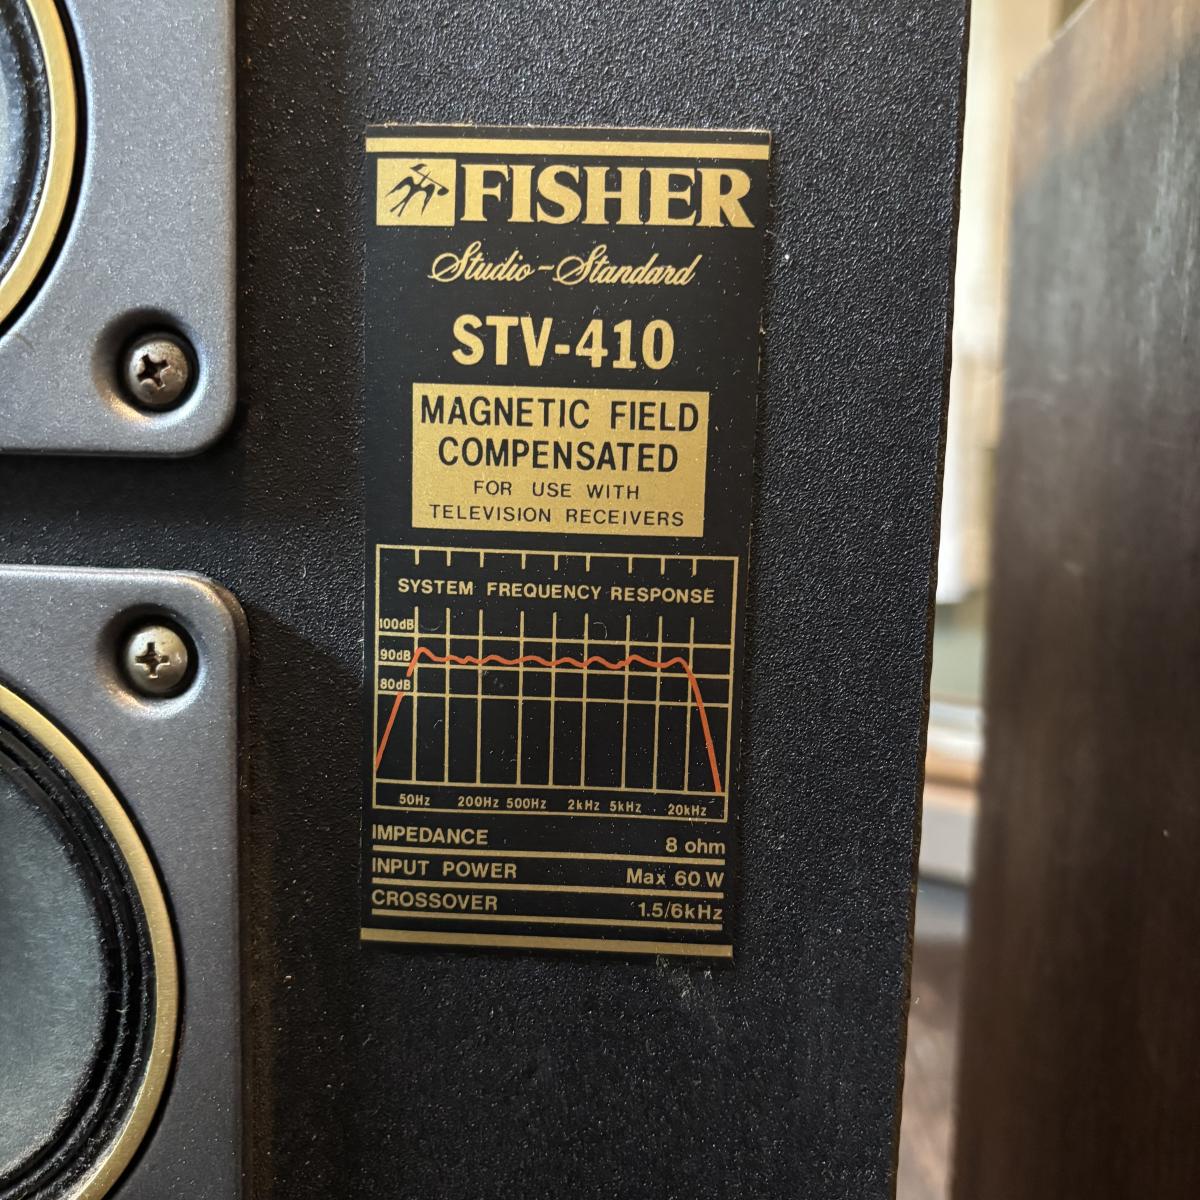 FISHER
Studio-Standard
STV-410
MAGNETIC FIELD
COMPENSATED
FOR USE WITH
TELEVISION RECEIVERS
SYSTEM FREQUENCY RESPONSE
100dB
90dB
80dB
50Hz 200Hz 500Hz 2kHz 5kHz 20kHz
IMPEDANCE 8 ohm
INPUT POWER Max 60 W
CROSSOVER 1.5/6kHz